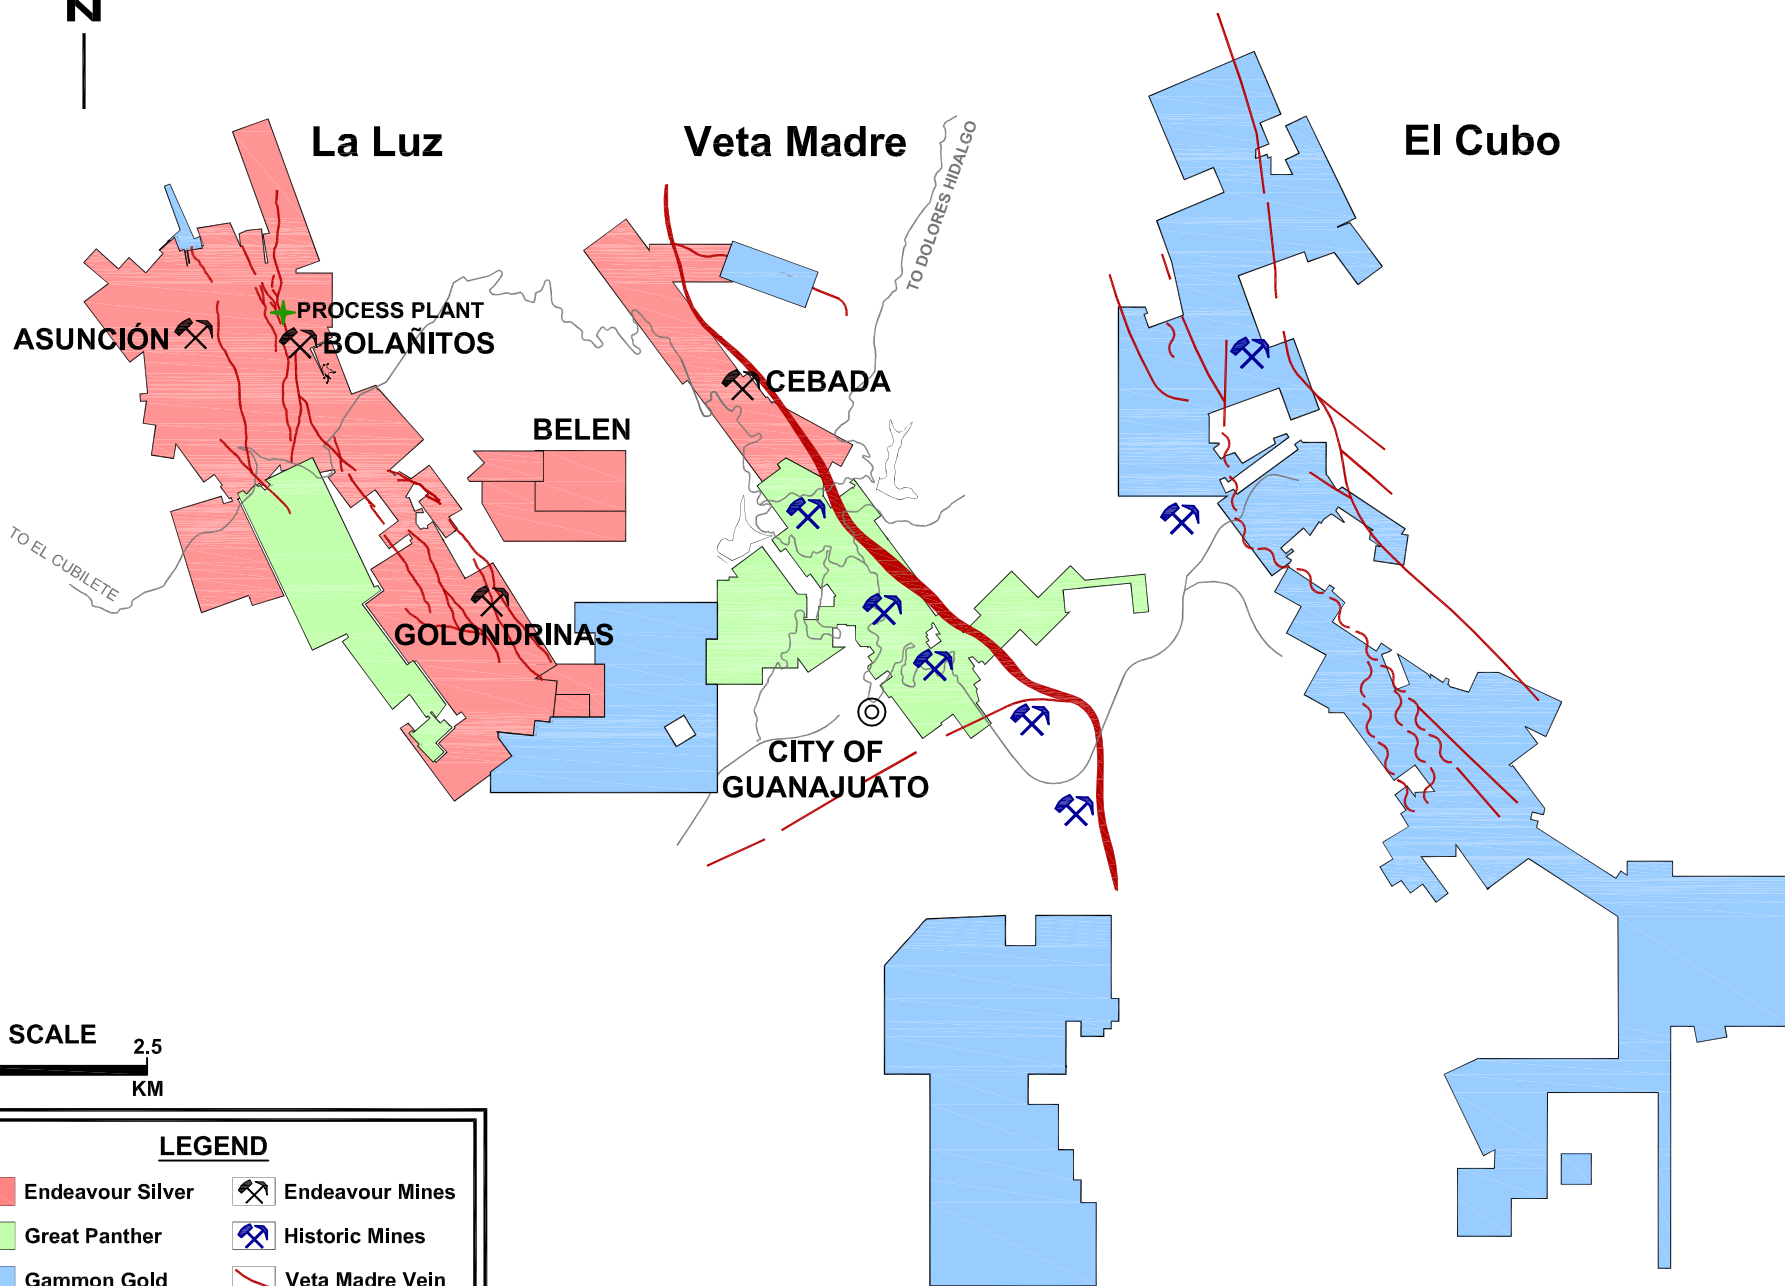 N
La Luz
Veta Madre
El Cubo
TO DOLORES HIDALGO
PROCESS PLANT
ASUNCIÓN
BOLAÑITOS
CEBADA
BELEN
TO EL CUBILETE
GOLONDRINAS
CITY OF
GUANAJUATO
SCALE
2.5
KM
LEGEND
Endeavour Silver
Endeavour Mines
Great Panther
Historic Mines
Gammon Gold
Veta Madre Vein